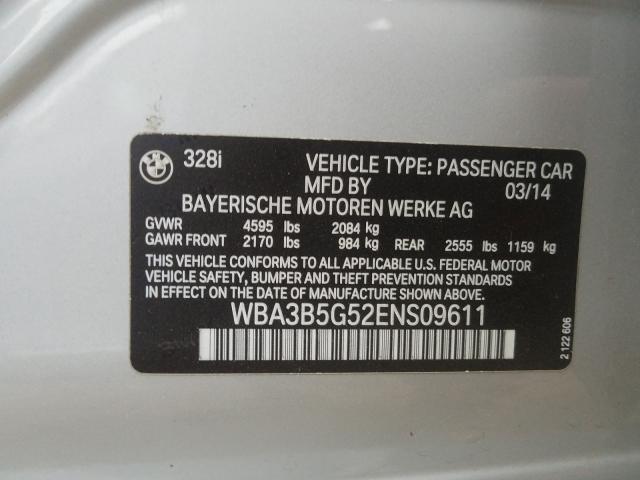 BMW 328i VEHICLE TYPE: PASSENGER CAR
MFD BY 03/14
BAYERISCHE MOTOREN WERKE AG
GVWR 4595 lbs 2084 kg
GAWR FRONT 2170 lbs 984 kg REAR 2555 lbs 1159 kg
THIS VEHICLE CONFORMS TO ALL APPLICABLE U.S. FEDERAL MOTOR
VEHICLE SAFETY, BUMPER AND THEFT PREVENTION STANDARDS
IN EFFECT ON THE DATE OF MANUFACTURE SHOWN ABOVE.
WBA3B5G52ENS09611
2 122 606